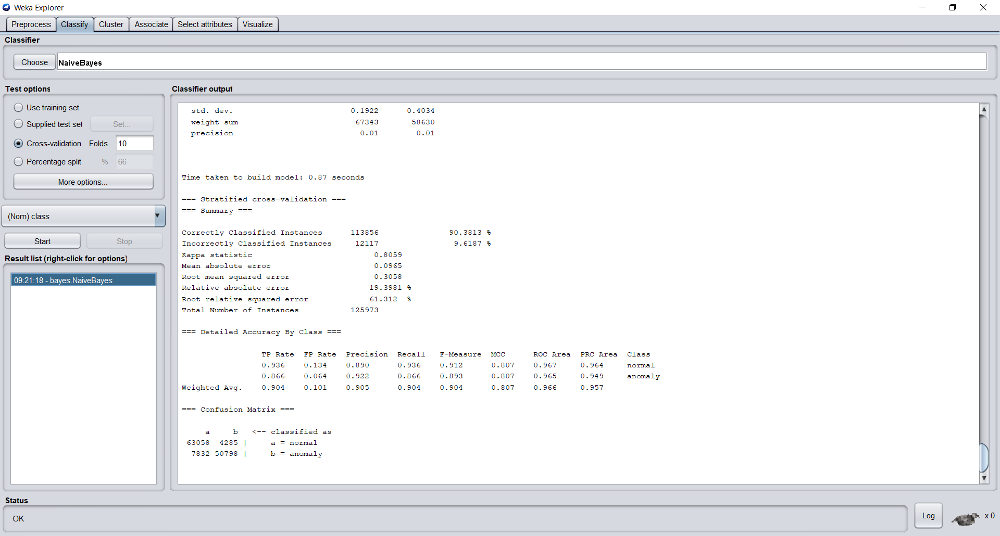 Weka Explorer
Preprocess Classify Cluster Associate Select attributes Visualize
Classifier
Choose NaiveBayes
Test options
Use training set
Supplied test set Set...
Cross-validation Folds 10
Percentage split % 66
More options...
(Nom) class
Start Stop
Result list (right-click for options)
09:21:18 - bayes.NaiveBayes
Classifier output
std. dev. 0.1922 0.4034
weight sum 67343 58630
precision 0.01 0.01
Time taken to build model: 0.87 seconds
=== Stratified cross-validation ===
=== Summary ===
Correctly Classified Instances 113856 90.3813 %
Incorrectly Classified Instances 12117 9.6187 %
Kappa statistic 0.8059
Mean absolute error 0.0965
Root mean squared error 0.3058
Relative absolute error 19.3981 %
Root relative squared error 61.312 %
Total Number of Instances 125973
=== Detailed Accuracy By Class ===
TP Rate FP Rate Precision Recall F-Measure MCC ROC Area PRC Area Class
0.936 0.134 0.890 0.936 0.912 0.807 0.967 0.964 normal
0.866 0.064 0.922 0.866 0.893 0.807 0.965 0.949 anomaly
Weighted Avg. 0.904 0.101 0.905 0.904 0.904 0.807 0.966 0.957
=== Confusion Matrix ===
a b <-- classified as
63058 4285 | a = normal
7832 50798 | b = anomaly
Status
OK
Log x 0